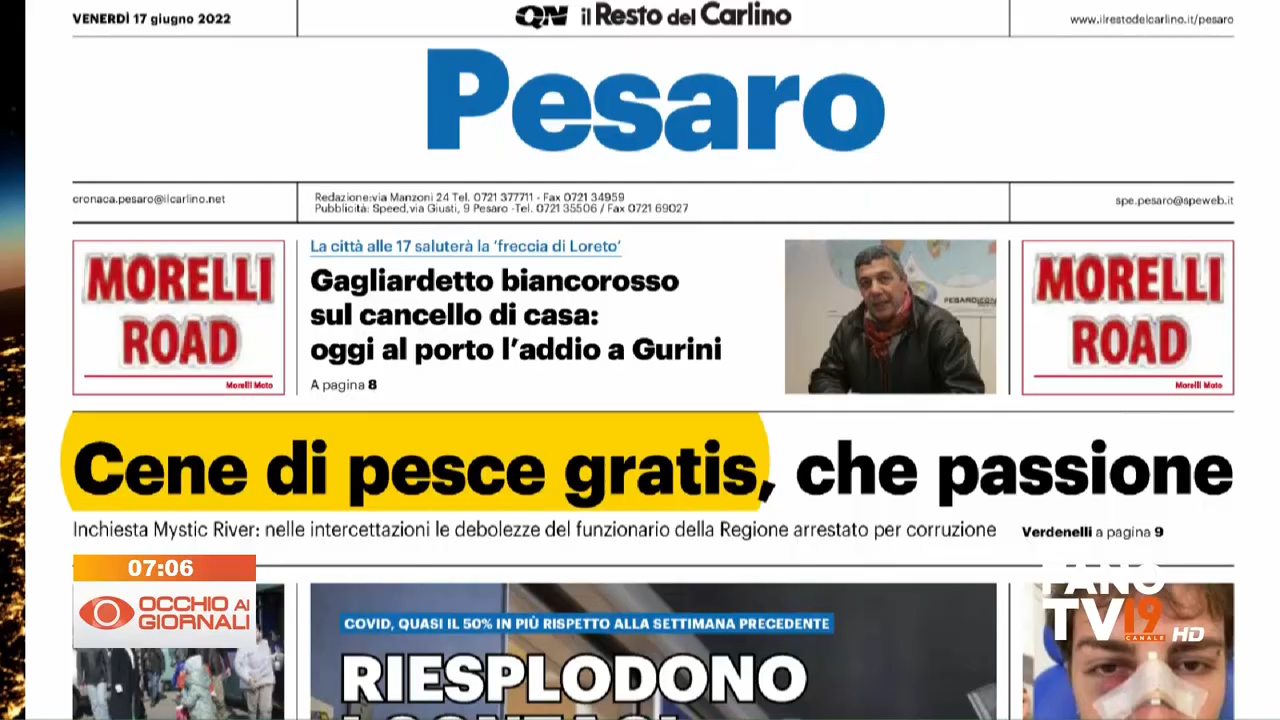 VENERDÌ 17 giugno 2022
QN il Resto del Carlino
www.ilrestodelcarlino.it/pesaro
Pesaro
cronaca.pesaro@ilcarlino.net
Redazione:via Manzoni 24 Tel. 0721 377711 - Fax 0721 34959
Pubblicità: Speed,via Giusti, 9 Pesaro -Tel. 0721 35506 / Fax 0721 69027
spe.pesaro@speweb.it
MORELLI
ROAD
Morelli Moto
La città alle 17 saluterà la ‘freccia di Loreto’
Gagliardetto biancorosso
sul cancello di casa:
oggi al porto l’addio a Gurini
A pagina 8
MORELLI
ROAD
Morelli Moto
Cene di pesce gratis, che passione
Inchiesta Mystic River: nelle intercettazioni le debolezze del funzionario della Regione arrestato per corruzione
Verdenelli a pagina 9
07:06
OCCHIO AI
GIORNALI
COVID, QUASI IL 50% IN PIÙ RISPETTO ALLA SETTIMANA PRECEDENTE
RIESPLODONO
I CONTAGI
FANO
TV19
CANALE HD